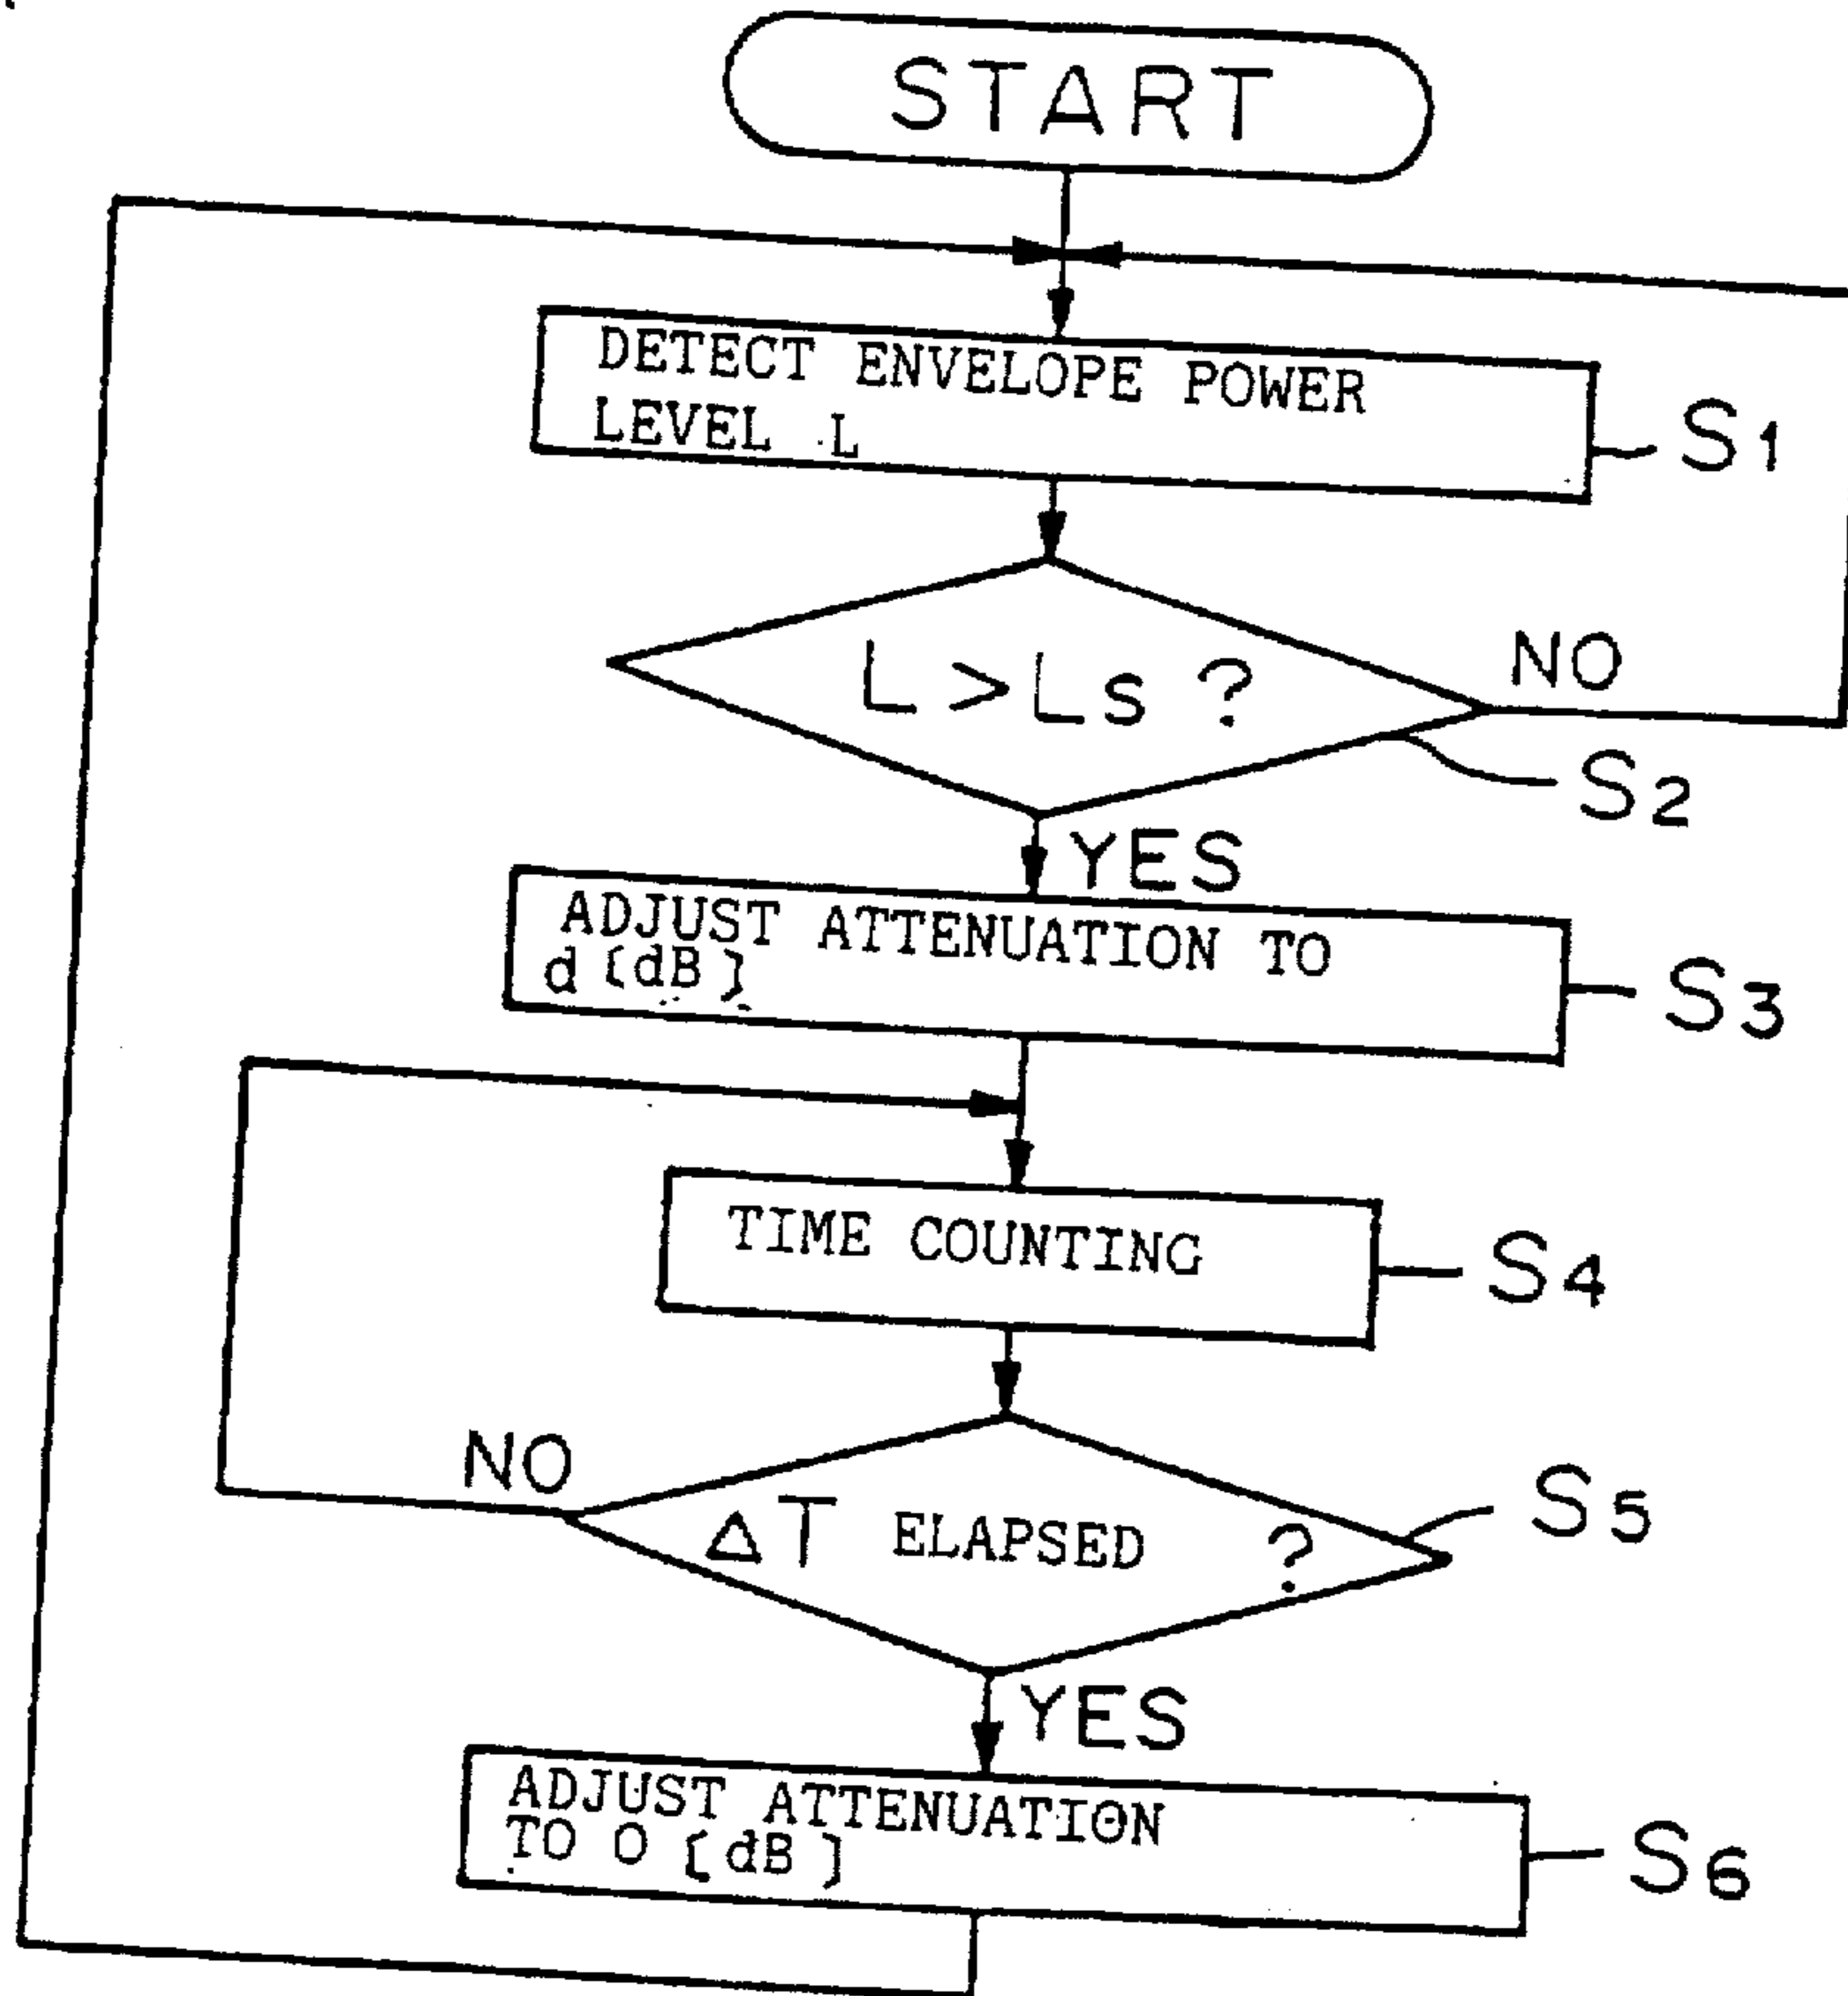 START
DETECT ENVELOPE POWER
LEVEL L
S1
L>Ls ?
NO
S2
YES
ADJUST ATTENUATION TO
d [dB]
S3
TIME COUNTING
S4
NO
ΔT ELAPSED ?
S5
YES
ADJUST ATTENUATION
TO 0 [dB]
S6